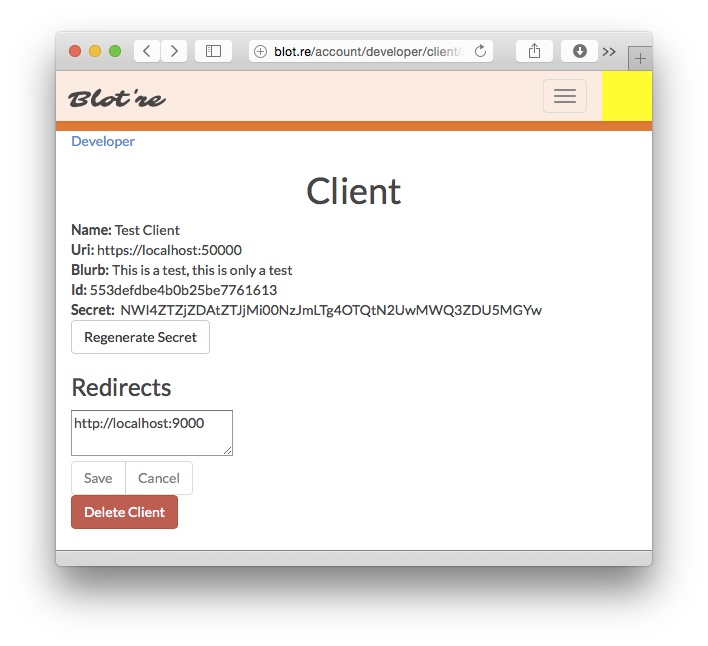 blot.re/account/developer/client/
Blot're
Developer
Client
Name: Test Client
Uri: https://localhost:50000
Blurb: This is a test, this is only a test
Id: 553defdbe4b0b25be7761613
Secret: NWI4ZTZjZDAtZTJjMi00NzJmLTg4OTQtN2UwMWQ3ZDU5MGYw
Regenerate Secret
Redirects
http://localhost:9000
Save Cancel
Delete Client